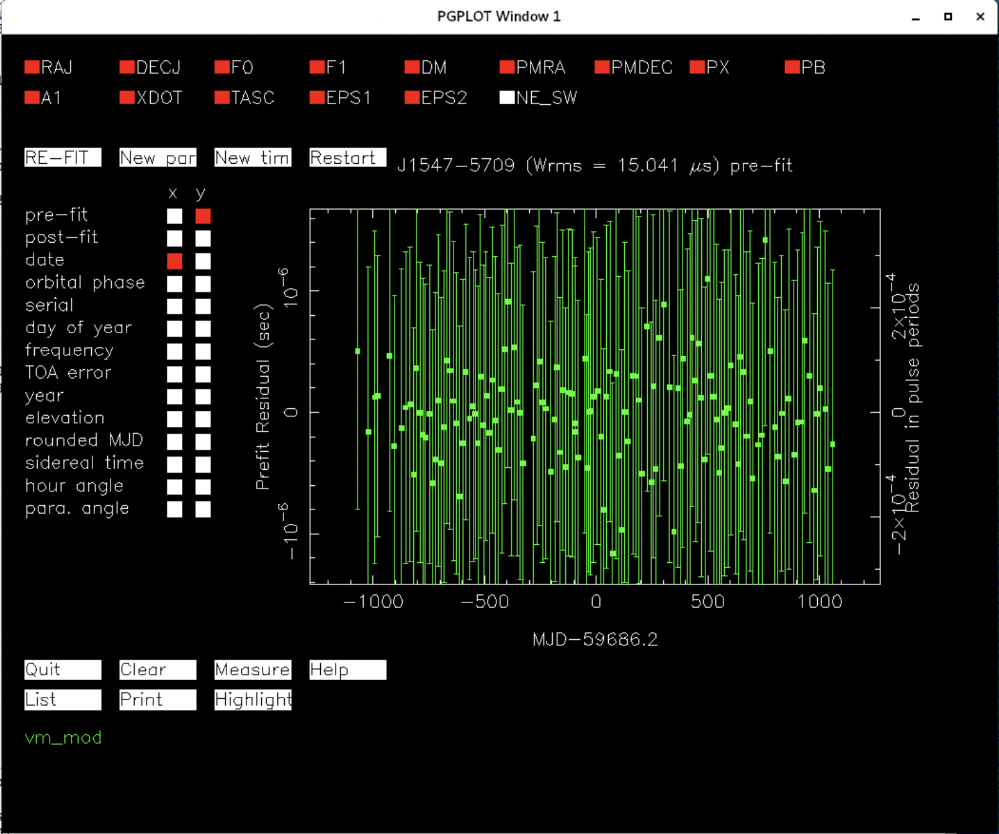 PGPLOT Window 1
RAJ DECJ F0 F1 DM PMRA PMDEC PX PB
A1 XDOT TASC EPS1 EPS2 NE_SW
RE-FIT New par New tim Restart
J1547-5709 (Wrms = 15.041 μs) pre-fit
x y
pre-fit
post-fit
date
orbital phase
serial
day of year
frequency
TOA error
year
elevation
rounded MJD
sidereal time
hour angle
para. angle
Prefit Residual (sec)
10⁻⁶
0
−10⁻⁶
2×10⁻⁴
0
−2×10⁻⁴
Residual in pulse periods
−1000 −500 0 500 1000
MJD-59686.2
Quit Clear Measure Help
List Print Highlight
vm_mod